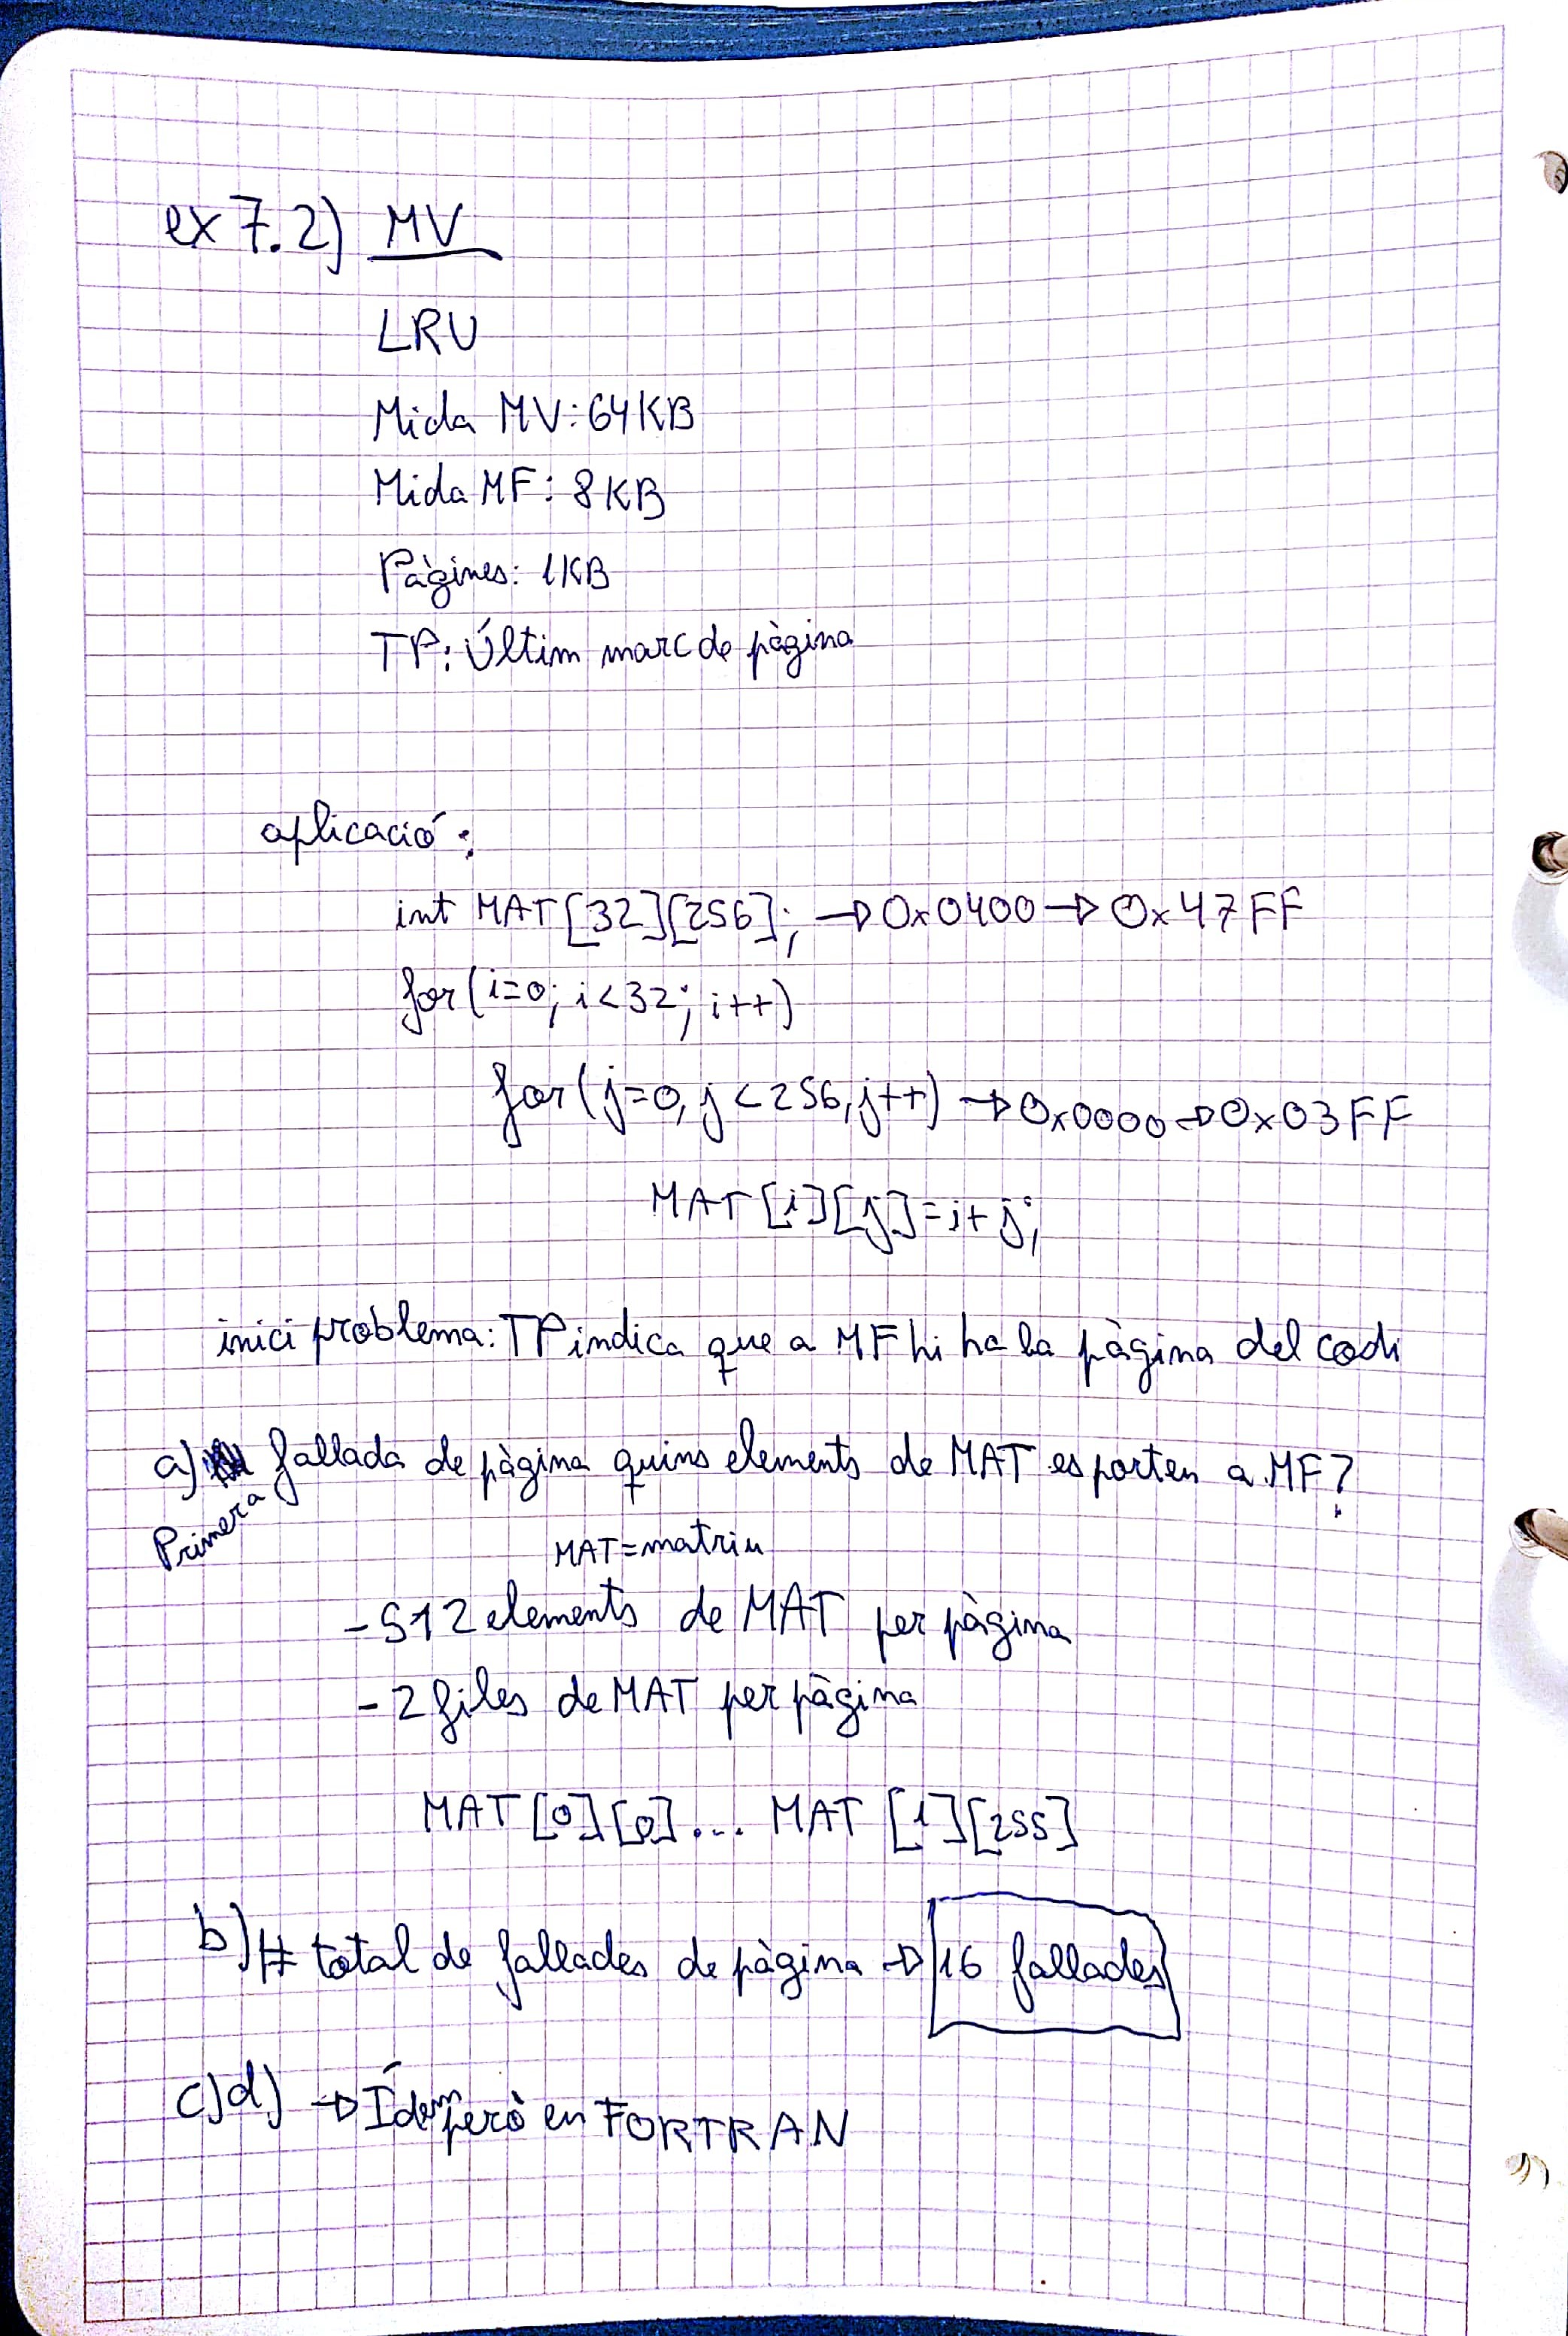 ex 7.2) MV
LRU
Mida MV: 64KB
Mida MF: 8KB
Pàgines: 1KB
TP: Últim marc de pàgina
aplicació:
int MAT[32][256]; → 0x0400 → 0x47FF
for(i=0; i<32; i++)
for(j=0, j<256, j++) → 0x0000 → 0x03FF
MAT[i][j]=i+j;
inici problema: TP indica que a MF hi ha la pàgina del codi
a) Primera fallada de pàgina quins elements de MAT es porten a MF?
MAT=matriu
- 512 elements de MAT per pàgina
- 2 files de MAT per pàgina
MAT[0][0]... MAT [1][255]
b) # total de fallades de pàgina → 16 fallades
c)d) → Ídem però en FORTRAN